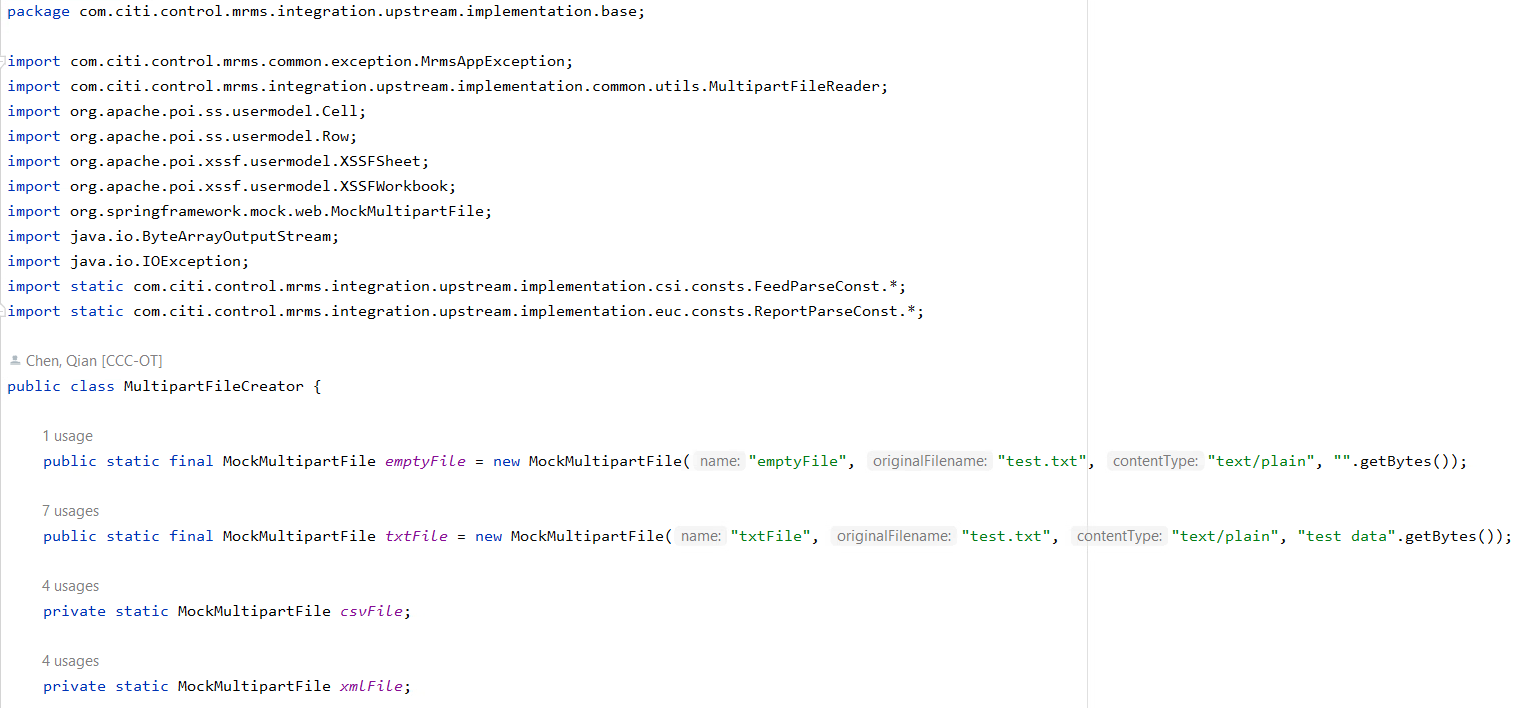 package com.citi.control.mrms.integration.upstream.implementation.base;
import com.citi.control.mrms.common.exception.MrmsAppException;
import com.citi.control.mrms.integration.upstream.implementation.common.utils.MultipartFileReader;
import org.apache.poi.ss.usermodel.Cell;
import org.apache.poi.ss.usermodel.Row;
import org.apache.poi.xssf.usermodel.XSSFSheet;
import org.apache.poi.xssf.usermodel.XSSFWorkbook;
import org.springframework.mock.web.MockMultipartFile;
import java.io.ByteArrayOutputStream;
import java.io.IOException;
import static com.citi.control.mrms.integration.upstream.implementation.csi.consts.FeedParseConst.*;
import static com.citi.control.mrms.integration.upstream.implementation.euc.consts.ReportParseConst.*;
Chen, Qian [CCC-OT]
public class MultipartFileCreator {
1 usage
public static final MockMultipartFile emptyFile = new MockMultipartFile( name: "emptyFile", originalFilename: "test.txt", contentType: "text/plain", "".getBytes());
7 usages
public static final MockMultipartFile txtFile = new MockMultipartFile( name: "txtFile", originalFilename: "test.txt", contentType: "text/plain", "test data".getBytes());
4 usages
private static MockMultipartFile csvFile;
4 usages
private static MockMultipartFile xmlFile;